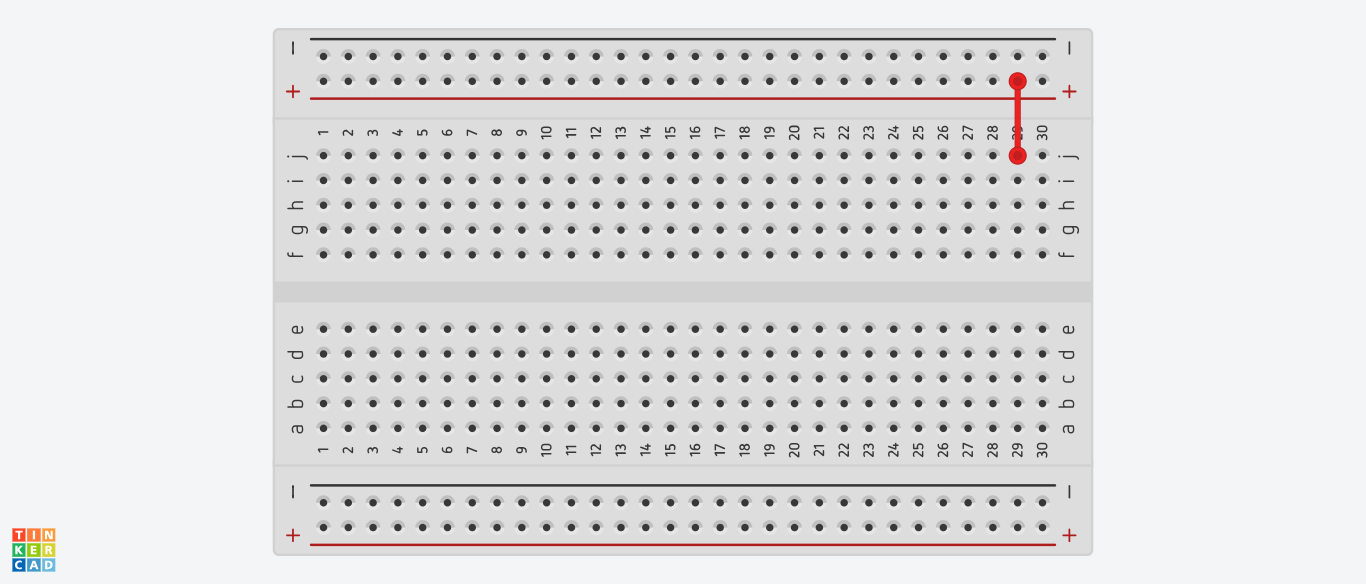 − −
+ +
1 2 3 4 5 6 7 8 9 10 11 12 13 14 15 16 17 18 19 20 21 22 23 24 25 26 27 28 30
j j
i i
h h
g g
f f
e e
d d
c c
b b
a a
1 2 3 4 5 6 7 8 9 10 11 12 13 14 15 16 17 18 19 20 21 22 23 24 25 26 27 28 29 30
− −
+ +
TIN
KER
CAD